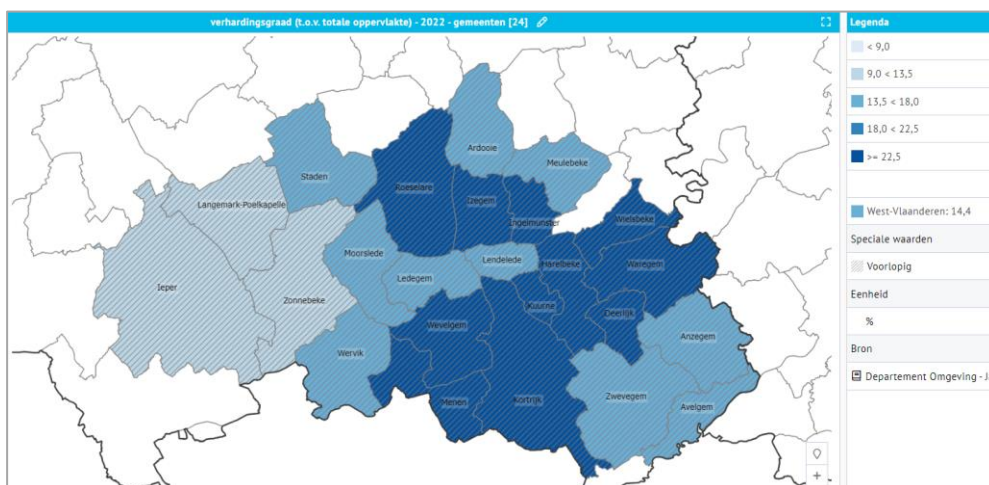 verhardingsgraad (t.o.v. totale oppervlakte) - 2022 - gemeenten [24]
Ardooie
Meulebeke
Staden
Roeselare
Izegem
Ingelmunster
Wielsbeke
Langemark-Poelkapelle
Moorslede
Lendelede
Harelbeke
Waregem
Ledegem
Ieper
Zonnebeke
Kuurne
Deerlijk
Wevelgem
Anzegem
Wervik
Menen
Kortrijk
Zwevegem
Avelgem
+
Legenda
< 9,0
9,0 < 13,5
13,5 < 18,0
18,0 < 22,5
>= 22,5
West-Vlaanderen: 14,4
Speciale waarden
Voorlopig
Eenheid
%
Bron
Departement Omgeving - J